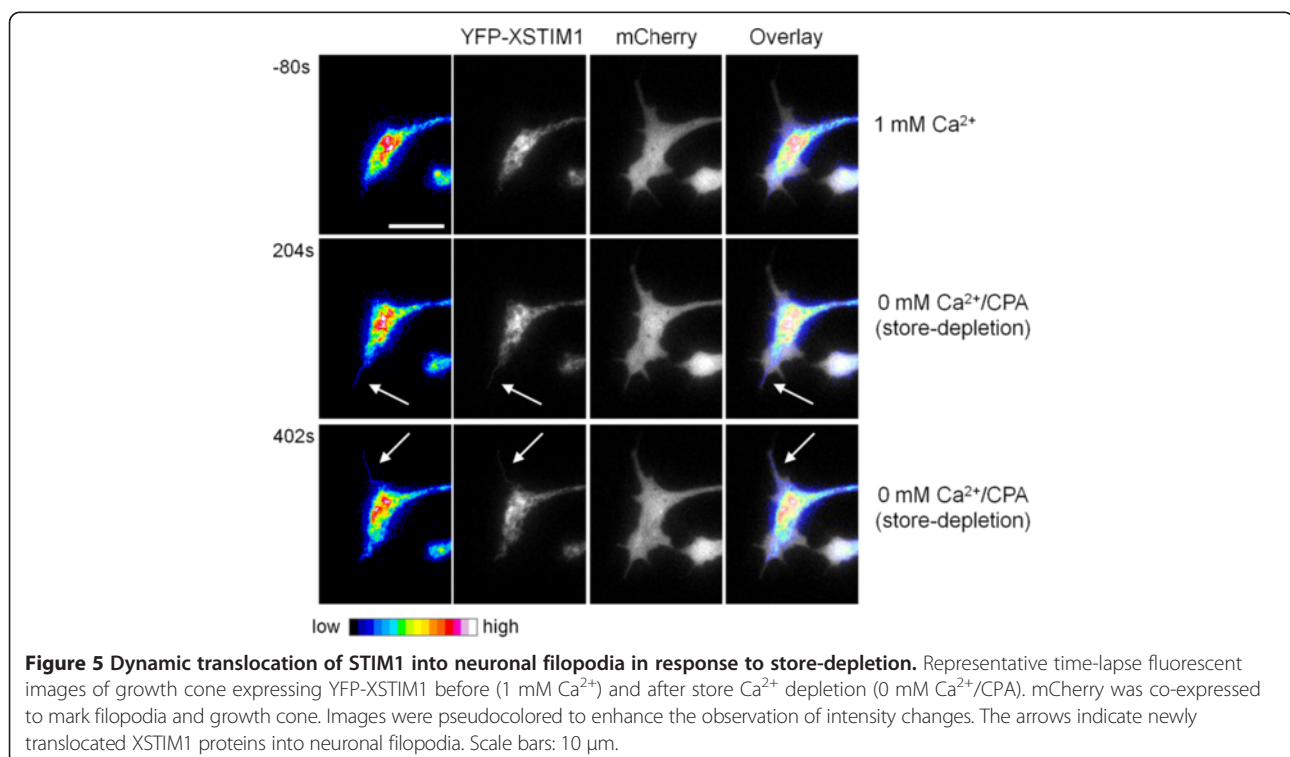 YFP-XSTIM1 mCherry Overlay
-80s
1 mM Ca²⁺
204s
0 mM Ca²⁺/CPA
(store-depletion)
402s
0 mM Ca²⁺/CPA
(store-depletion)
low high
Figure 5 Dynamic translocation of STIM1 into neuronal filopodia in response to store-depletion. Representative time-lapse fluorescent
images of growth cone expressing YFP-XSTIM1 before (1 mM Ca²⁺) and after store Ca²⁺ depletion (0 mM Ca²⁺/CPA). mCherry was co-expressed
to mark filopodia and growth cone. Images were pseudocolored to enhance the observation of intensity changes. The arrows indicate newly
translocated XSTIM1 proteins into neuronal filopodia. Scale bars: 10 μm.